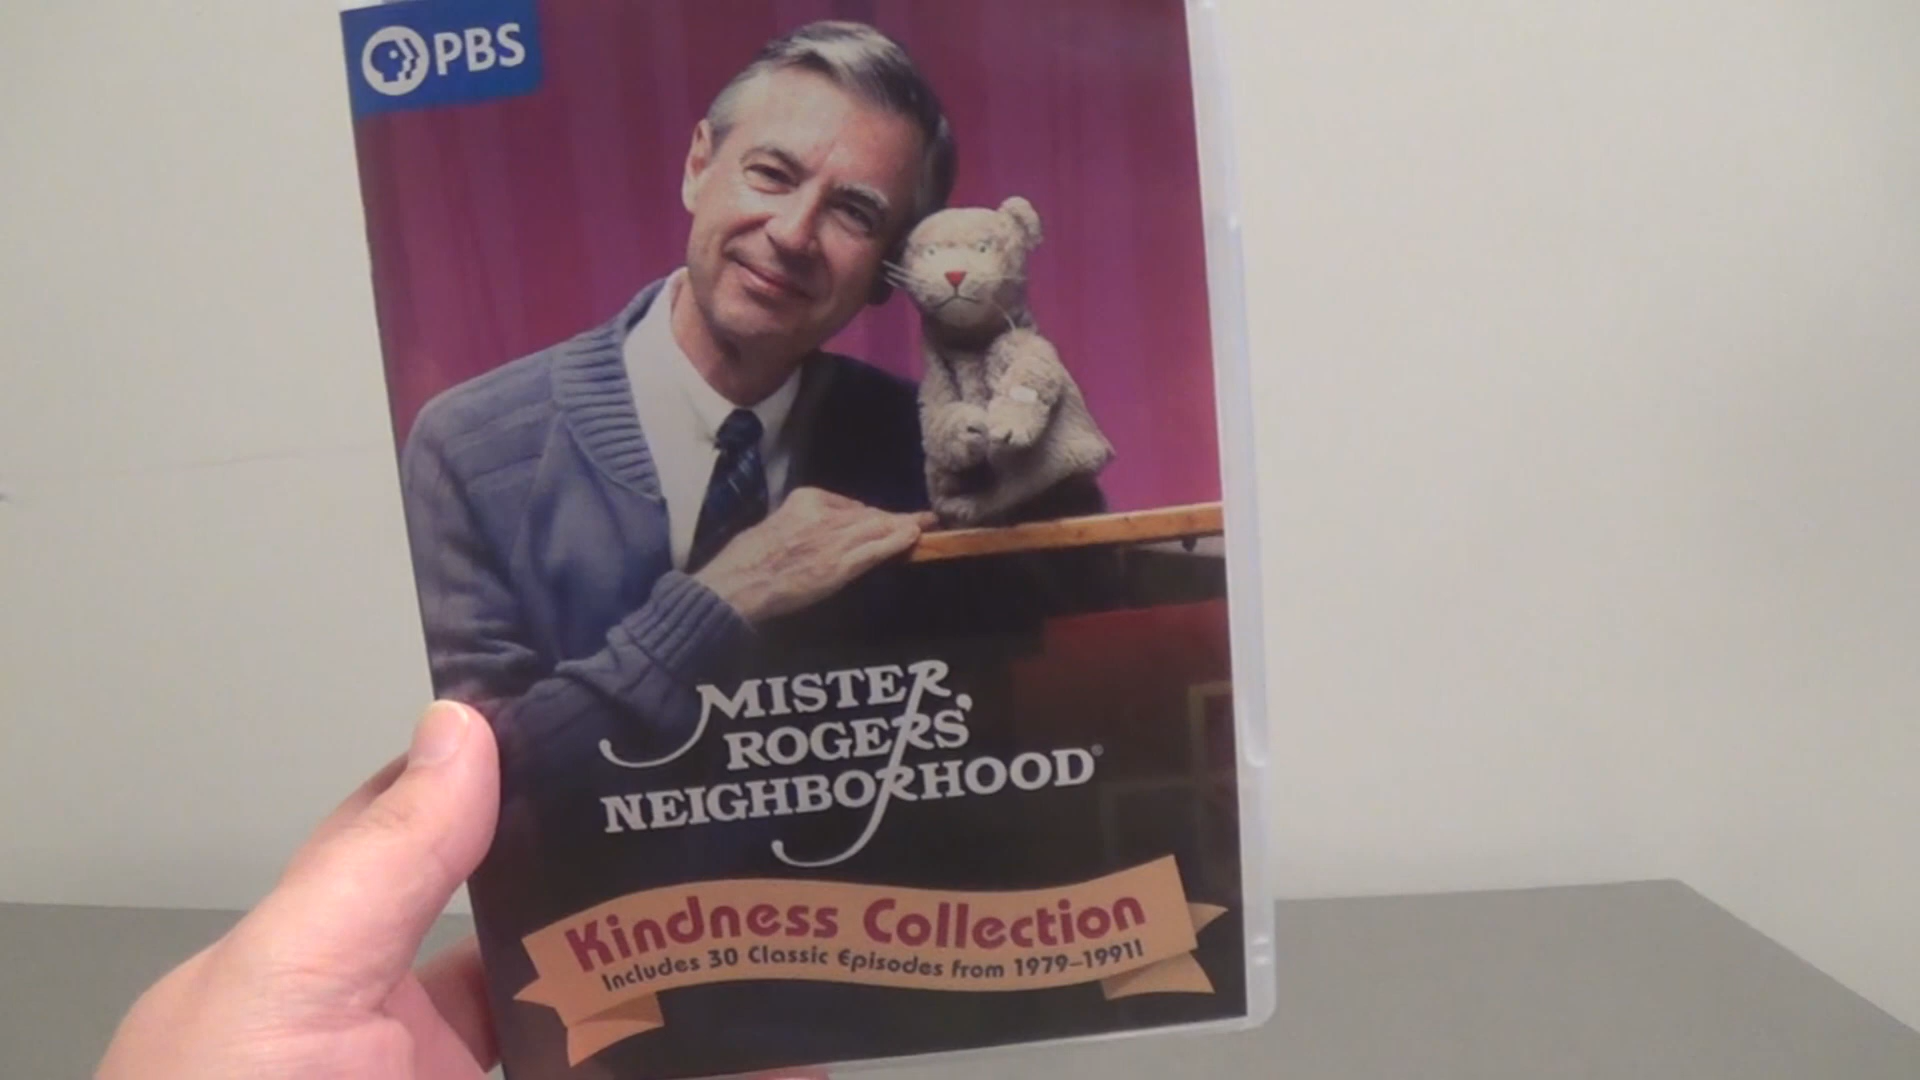 PBS
MISTER
ROGERS'
NEIGHBORHOOD®
Kindness Collection
Includes 30 Classic Episodes from 1979–1991!